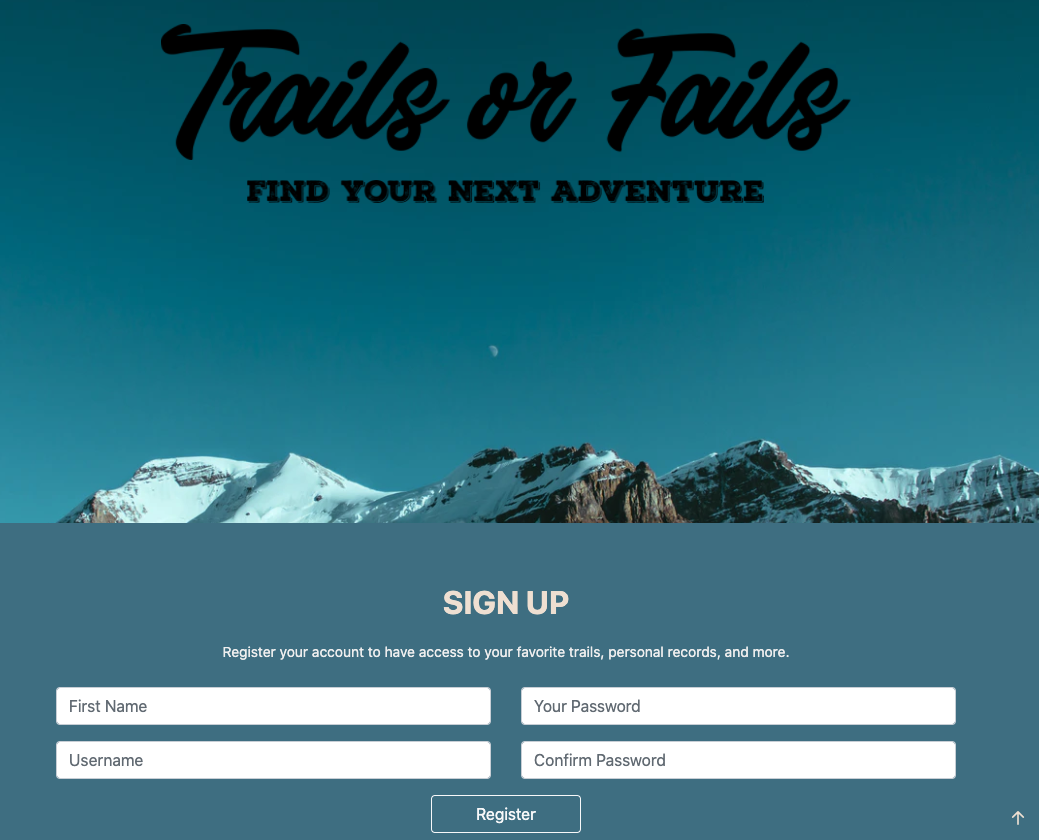 Trails or Fails
FIND YOUR NEXT ADVENTURE
SIGN UP
Register your account to have access to your favorite trails, personal records, and more.
First Name
Your Password
Username
Confirm Password
Register